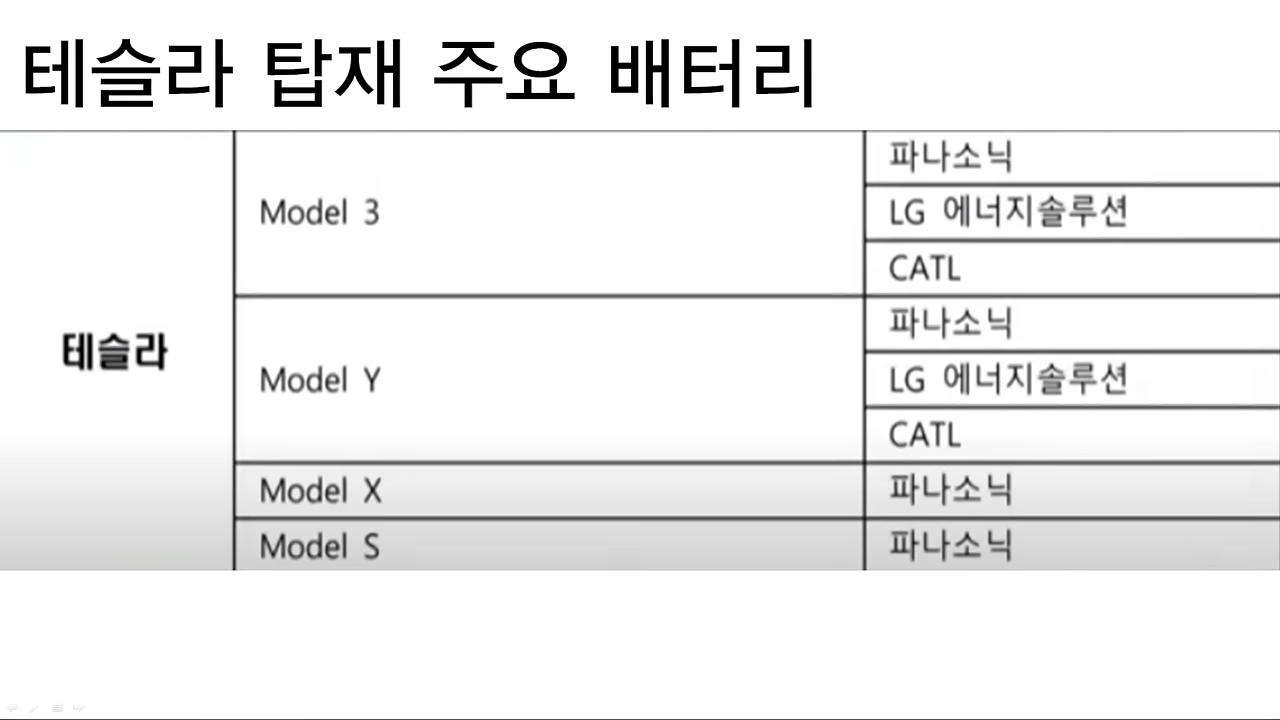 테슬라 탑재 주요 배터리
테슬라
Model 3
파나소닉
LG 에너지솔루션
CATL
Model Y
파나소닉
LG 에너지솔루션
CATL
Model X
파나소닉
Model S
파나소닉